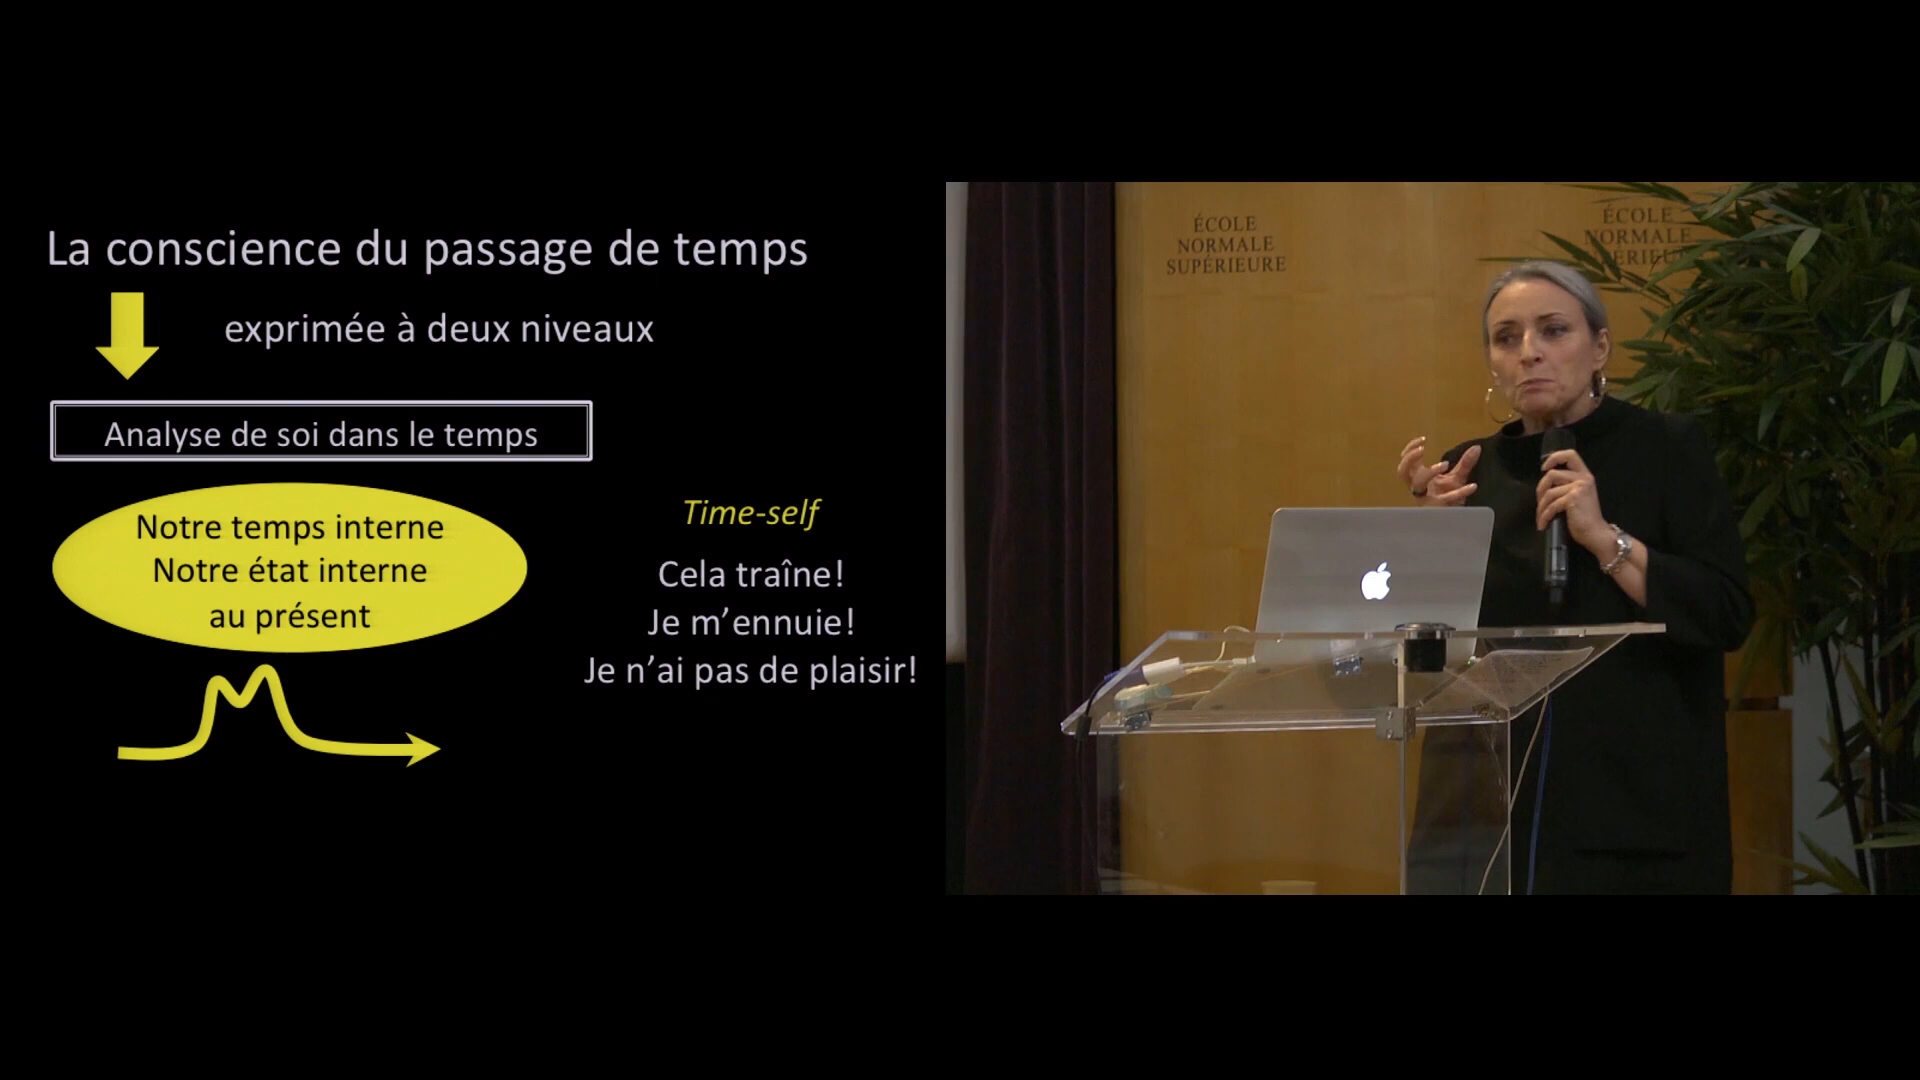 La conscience du passage de temps
exprimée à deux niveaux
Analyse de soi dans le temps
Notre temps interne
Notre état interne
au présent
Time-self
Cela traîne!
Je m’ennuie!
Je n’ai pas de plaisir!
ÉCOLE
NORMALE
SUPÉRIEURE
ÉCOLE
NORMALE